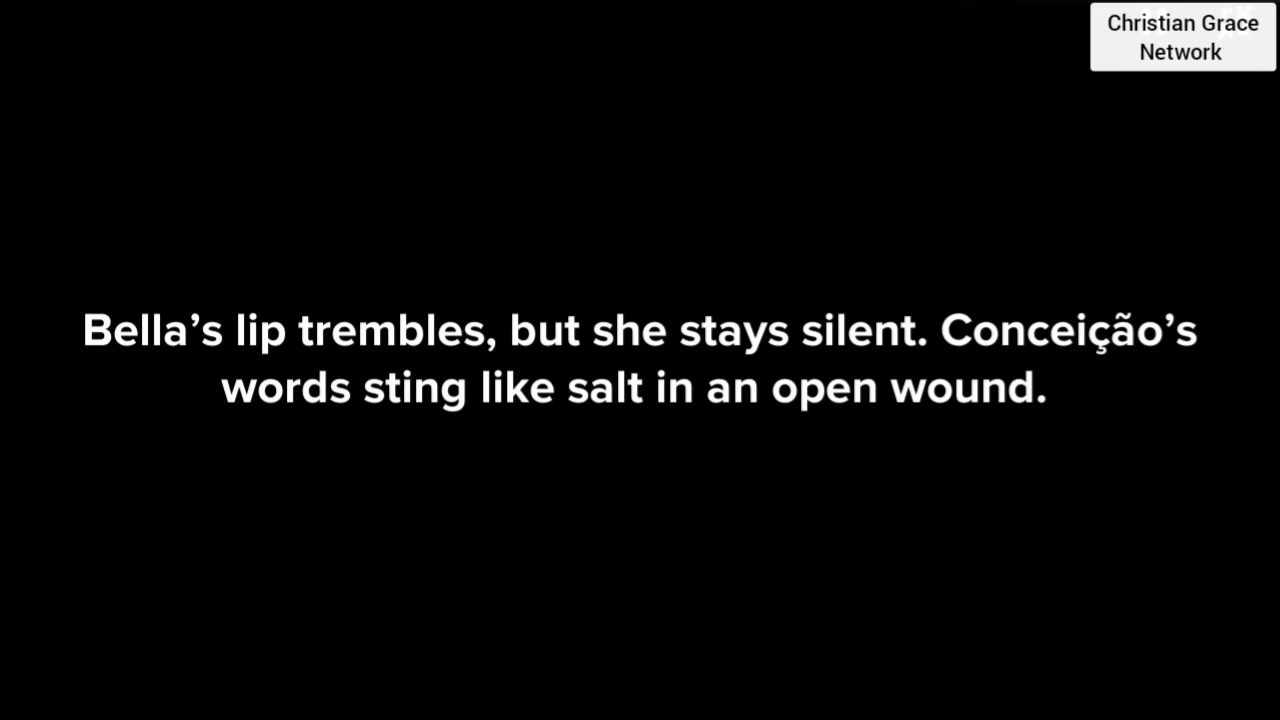 Christian Grace
Network
Bella’s lip trembles, but she stays silent. Conceição’s
words sting like salt in an open wound.